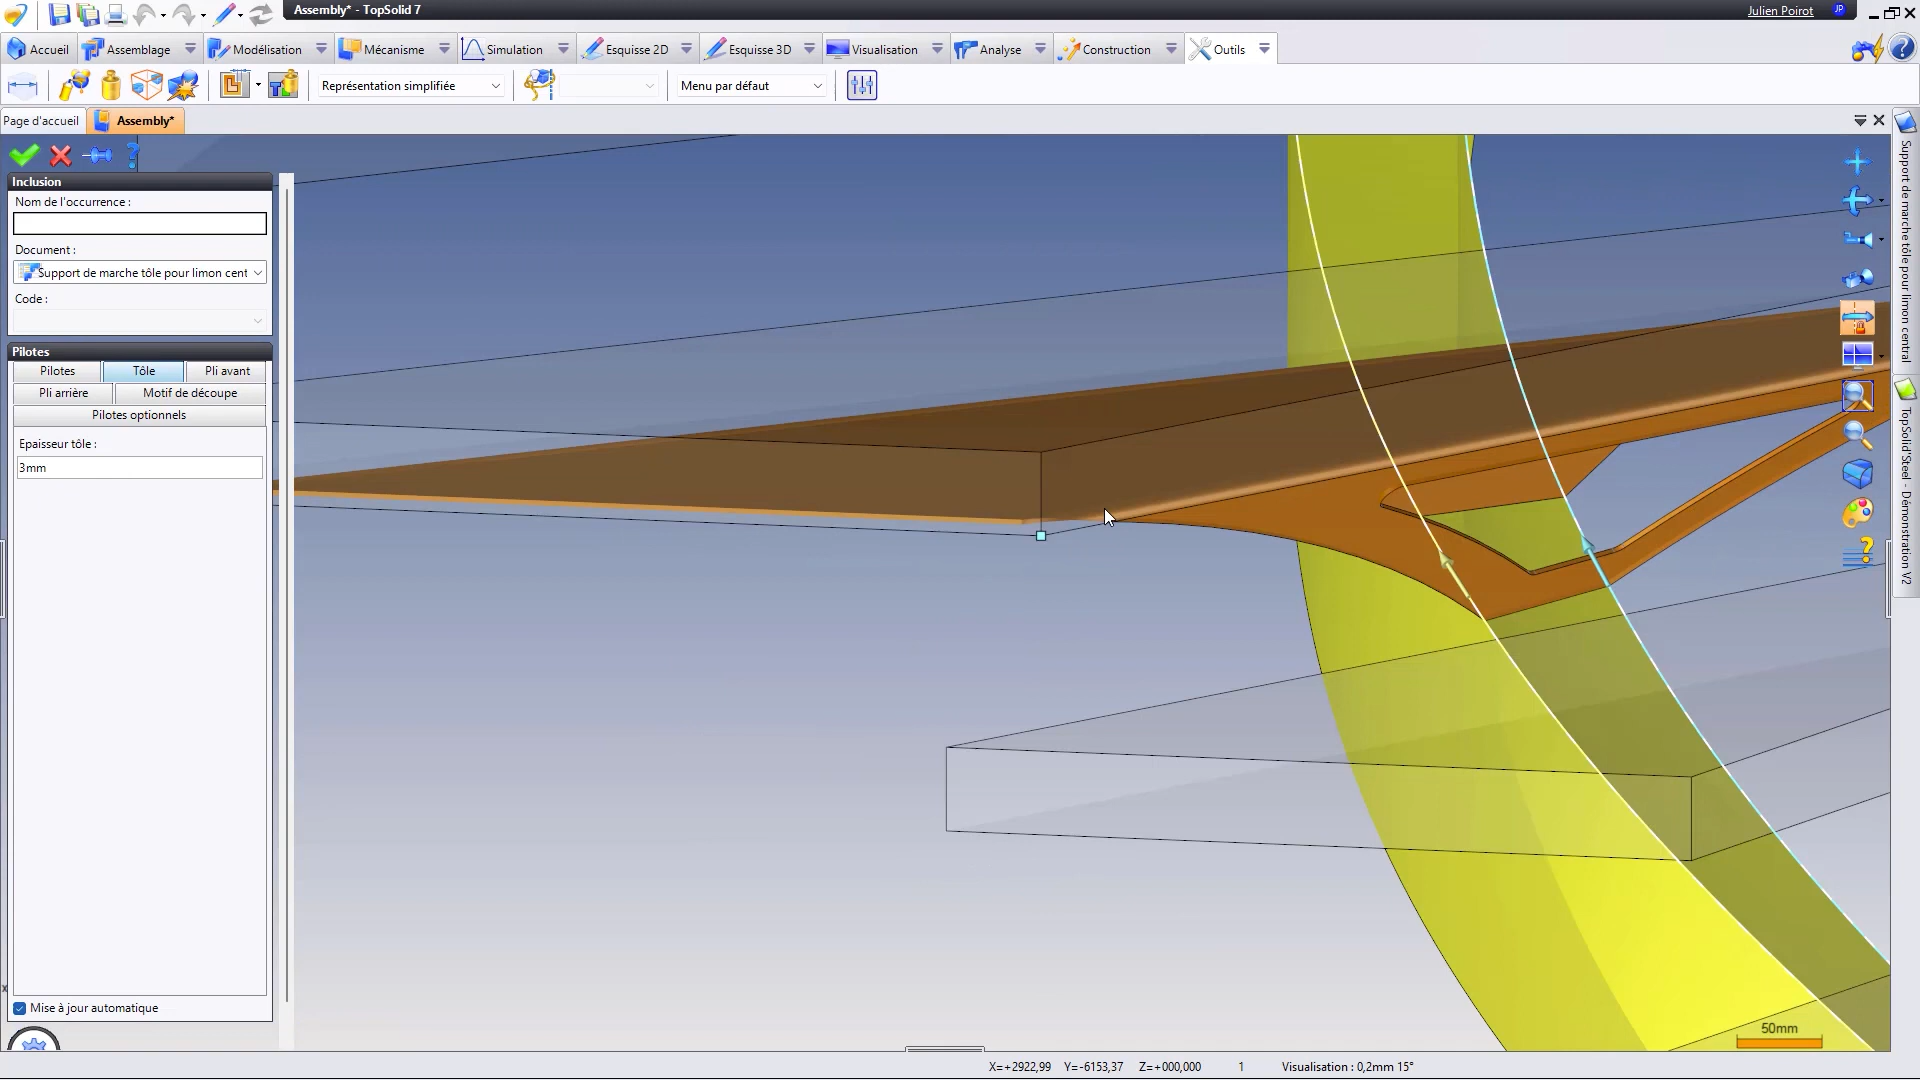 Assembly* - TopSolid 7
Julien Poirot
JP
Accueil
Assemblage
Modélisation
Mécanisme
Simulation
Esquisse 2D
Esquisse 3D
Visualisation
Analyse
Construction
Outils
Représentation simplifiée
Menu par défaut
Page d'accueil
Assembly*
Inclusion
Nom de l'occurrence :
Document :
Support de marche tôle pour limon cent
Code :
Pilotes
Pilotes
Tôle
Pli avant
Pli arrière
Motif de découpe
Pilotes optionnels
Epaisseur tôle :
3mm
Mise à jour automatique
Support de marche tôle pour limon central
TopSolid'Steel - Démonstration V2
50mm
X=+2922,99 Y=-6153,37 Z=+000,000 1 Visualisation : 0,2mm 15°